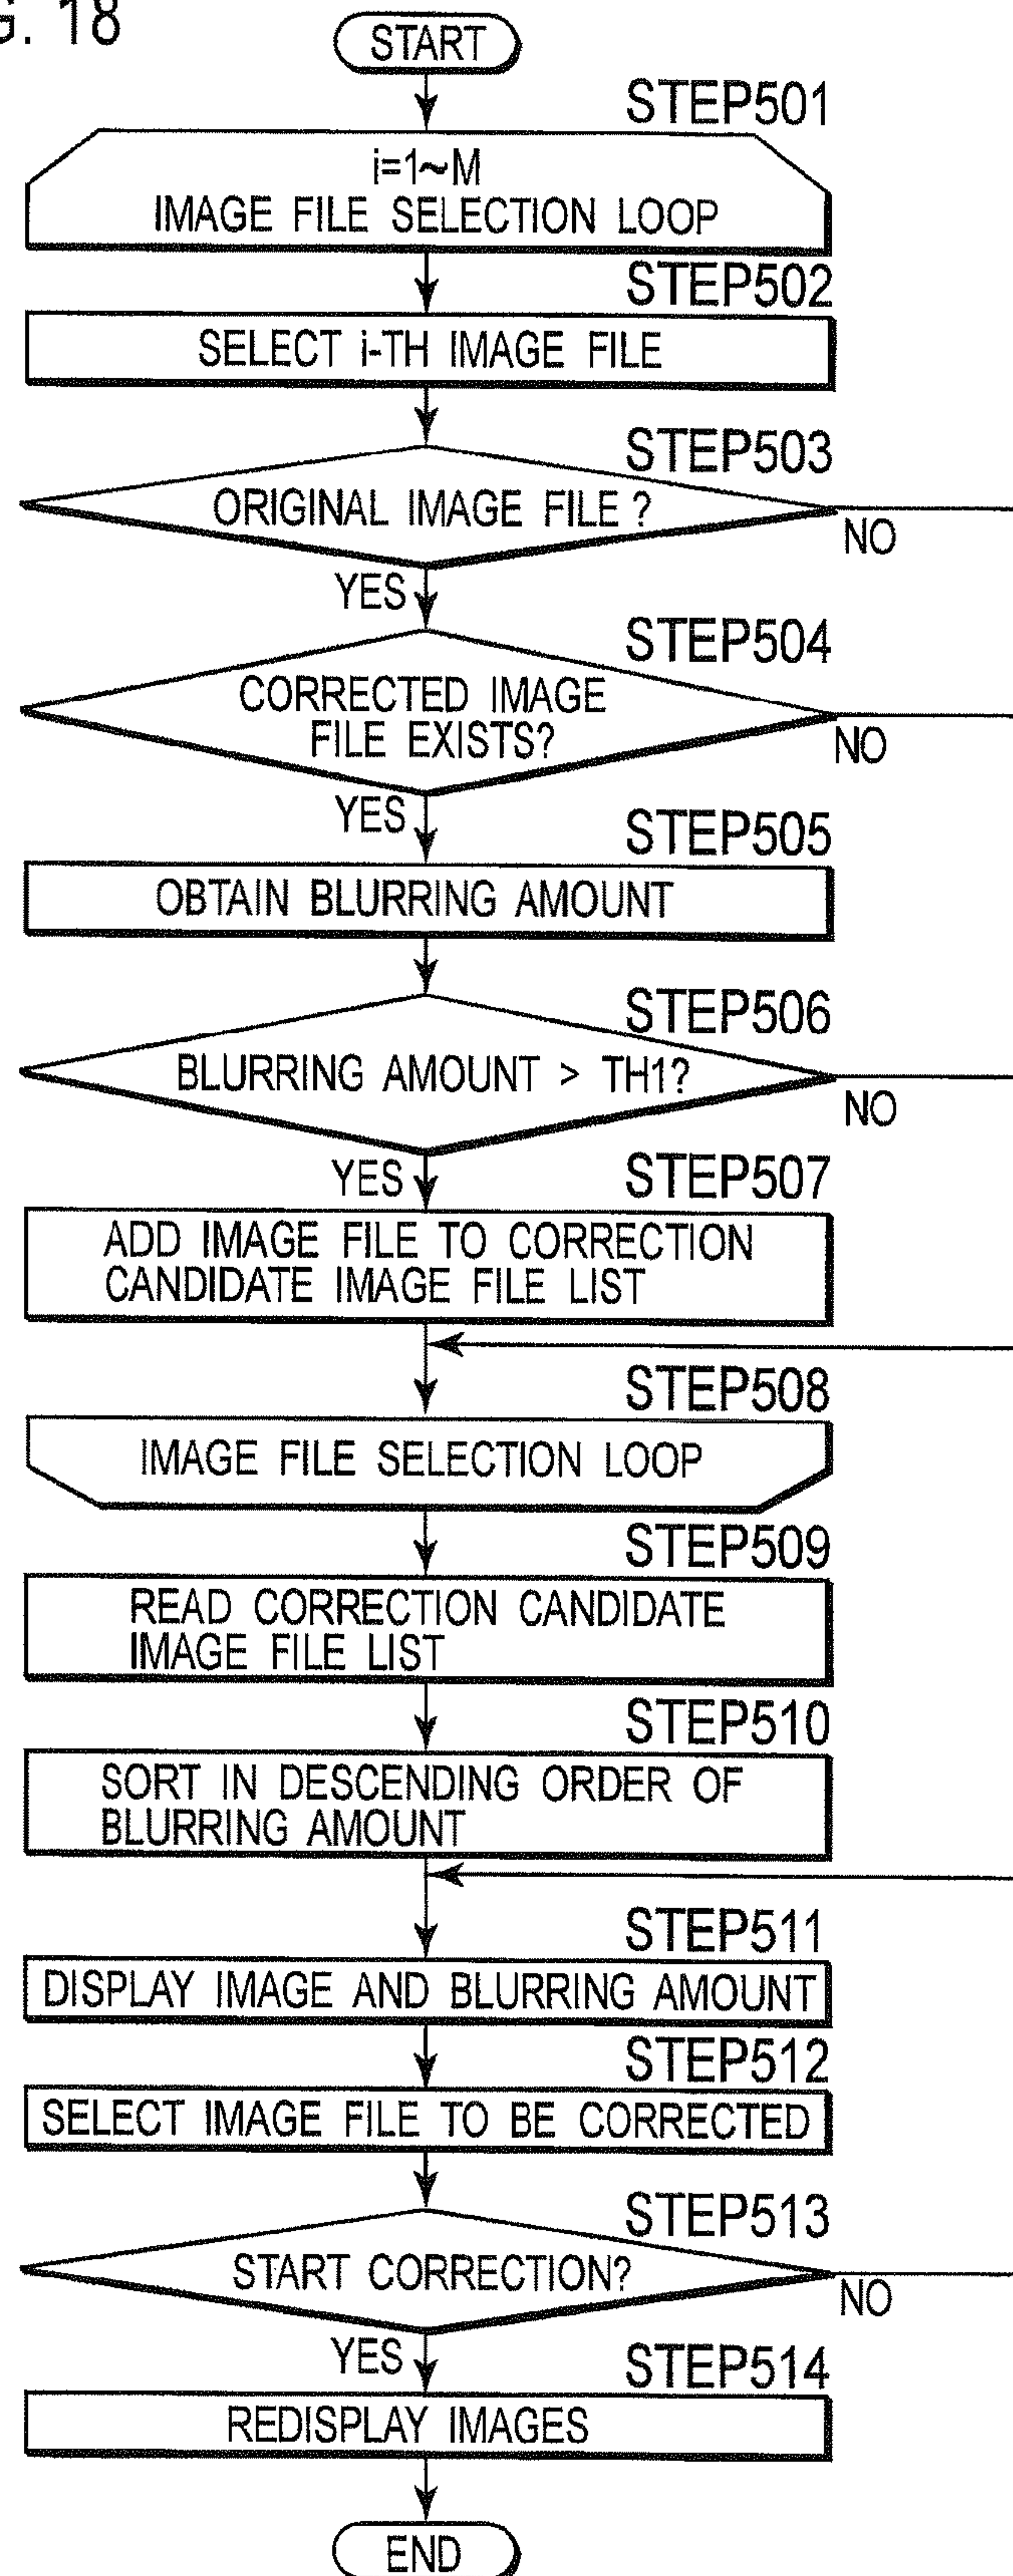 G. 18
START
STEP501
i=1~M
IMAGE FILE SELECTION LOOP
STEP502
SELECT i-TH IMAGE FILE
STEP503
ORIGINAL IMAGE FILE ?
NO
YES
STEP504
CORRECTED IMAGE
FILE EXISTS?
NO
YES
STEP505
OBTAIN BLURRING AMOUNT
STEP506
BLURRING AMOUNT > TH1?
NO
YES
STEP507
ADD IMAGE FILE TO CORRECTION
CANDIDATE IMAGE FILE LIST
STEP508
IMAGE FILE SELECTION LOOP
STEP509
READ CORRECTION CANDIDATE
IMAGE FILE LIST
STEP510
SORT IN DESCENDING ORDER OF
BLURRING AMOUNT
STEP511
DISPLAY IMAGE AND BLURRING AMOUNT
STEP512
SELECT IMAGE FILE TO BE CORRECTED
STEP513
START CORRECTION?
NO
YES
STEP514
REDISPLAY IMAGES
END